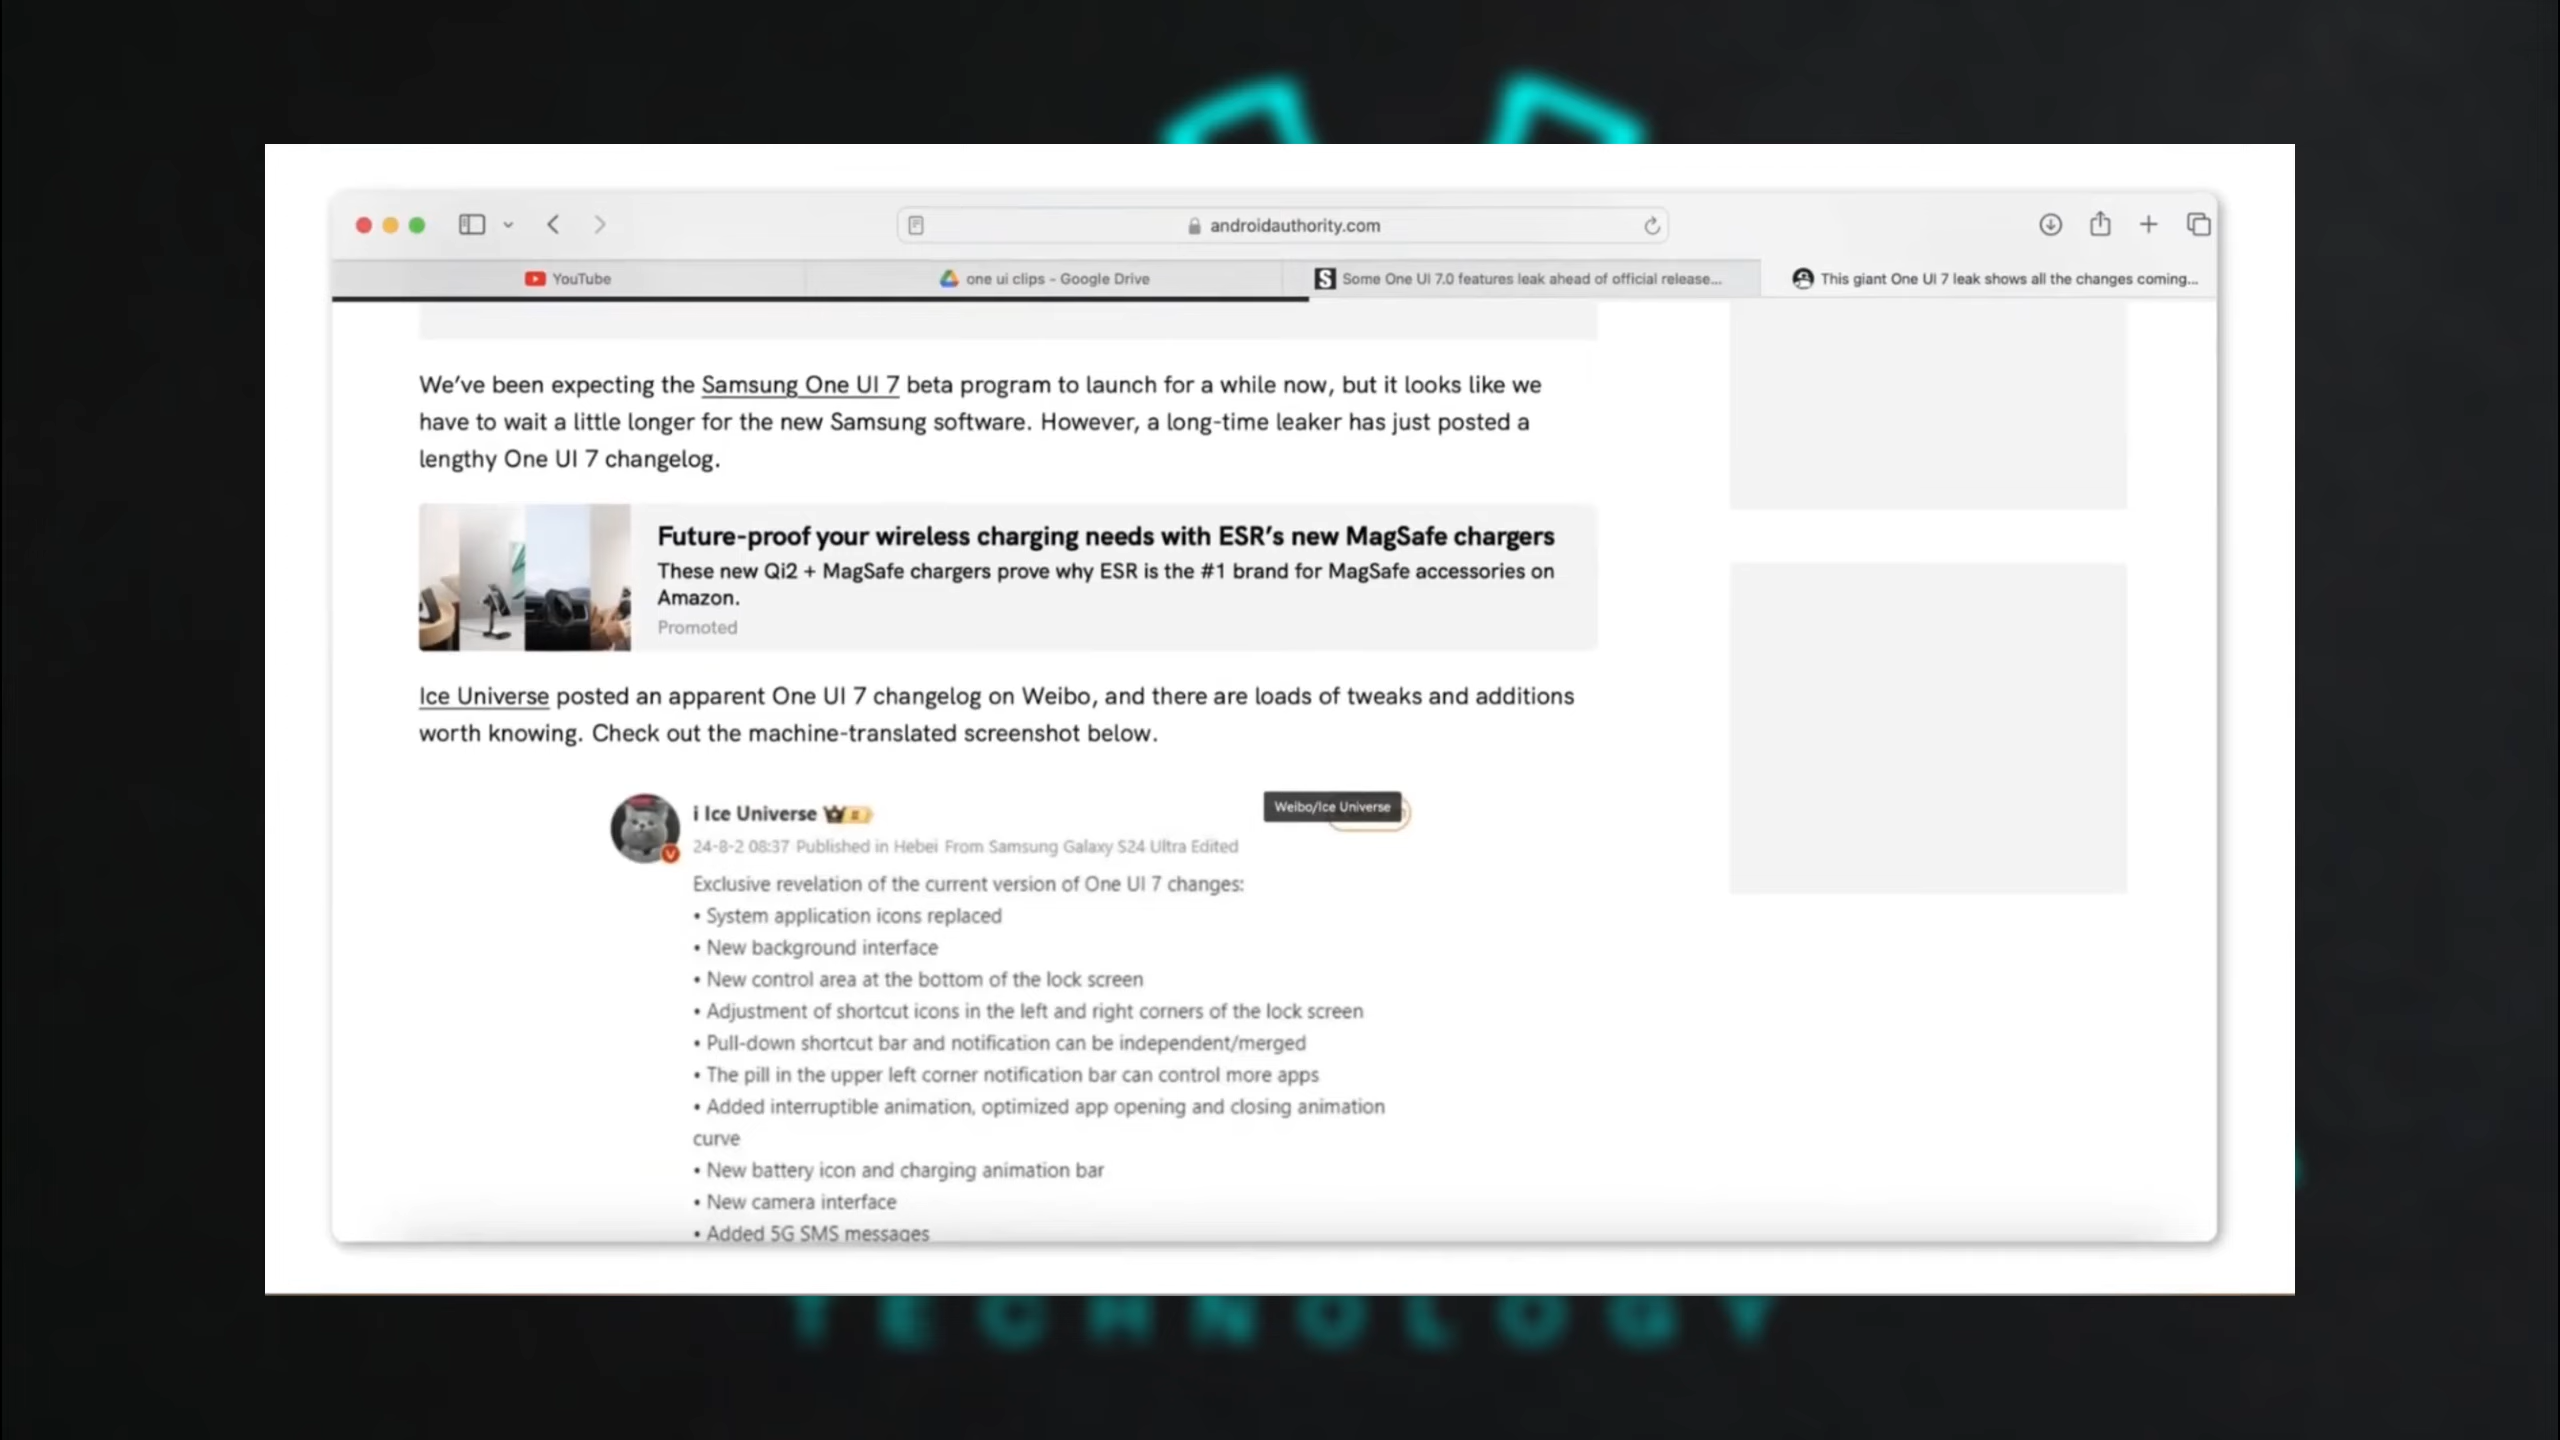 androidauthority.com
YouTube
one ui clips - Google Drive
Some One UI 7.0 features leak ahead of official release...
This giant One UI 7 leak shows all the changes coming...
We've been expecting the Samsung One UI 7 beta program to launch for a while now, but it looks like we
have to wait a little longer for the new Samsung software. However, a long-time leaker has just posted a
lengthy One UI 7 changelog.
Future-proof your wireless charging needs with ESR's new MagSafe chargers
These new Qi2 + MagSafe chargers prove why ESR is the #1 brand for MagSafe accessories on
Amazon.
Promoted
Ice Universe posted an apparent One UI 7 changelog on Weibo, and there are loads of tweaks and additions
worth knowing. Check out the machine-translated screenshot below.
i Ice Universe
Weibo/Ice Universe
24-8-2 08:37 Published in Hebei From Samsung Galaxy S24 Ultra Edited
Exclusive revelation of the current version of One UI 7 changes:
• System application icons replaced
• New background interface
• New control area at the bottom of the lock screen
• Adjustment of shortcut icons in the left and right corners of the lock screen
• Pull-down shortcut bar and notification can be independent/merged
• The pill in the upper left corner notification bar can control more apps
• Added interruptible animation, optimized app opening and closing animation
curve
• New battery icon and charging animation bar
• New camera interface
• Added 5G SMS messages
TECHNOLOGY